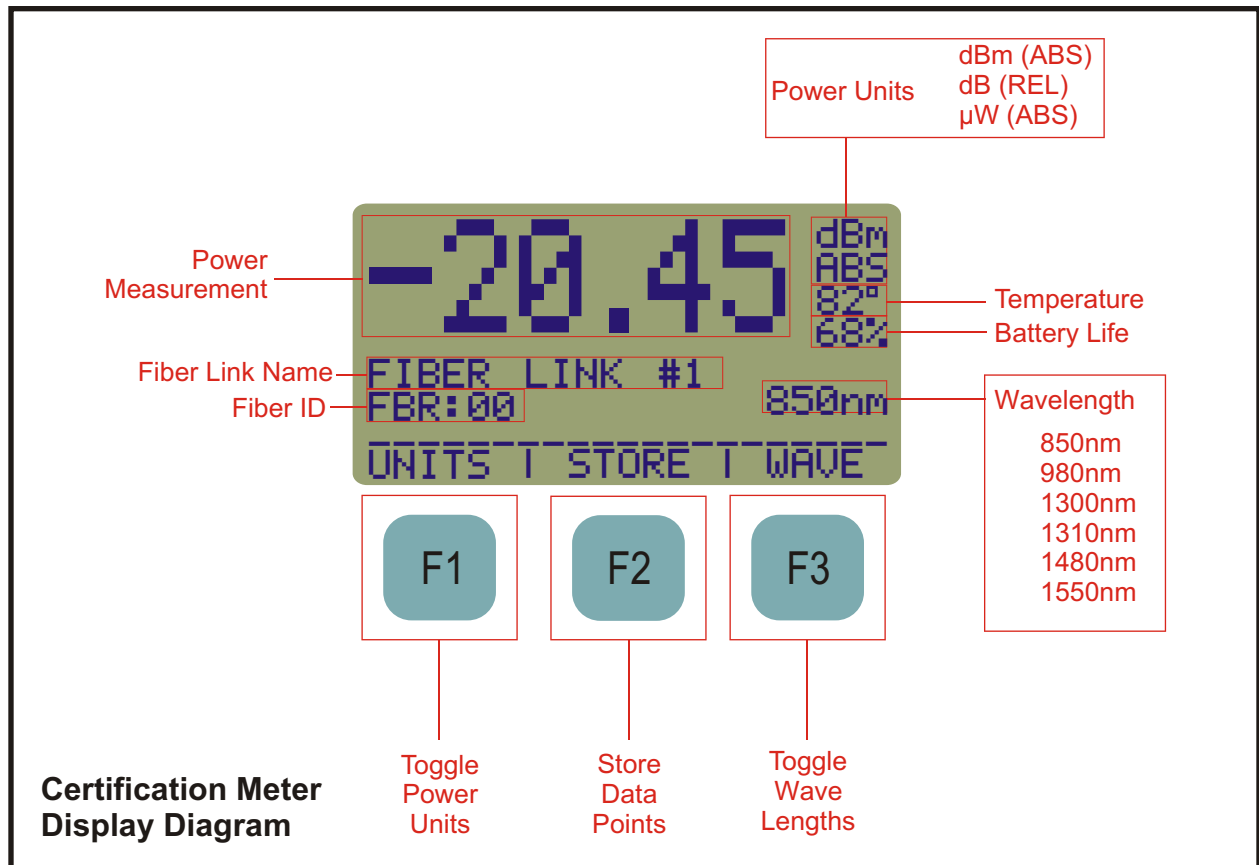 Power Units
dBm (ABS)
dB (REL)
µW (ABS)
Power
Measurement
-20.45
dBm
ABS
82°
68%
Temperature
Battery Life
Fiber Link Name
FIBER LINK #1
Fiber ID
FBR:00
850nm
Wavelength
850nm
980nm
1300nm
1310nm
1480nm
1550nm
UNITS | STORE | WAVE
F1
F2
F3
Toggle
Power
Units
Store
Data
Points
Toggle
Wave
Lengths
Certification Meter
Display Diagram